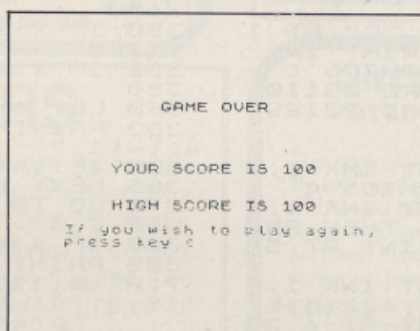 GAME OVER
YOUR SCORE IS 100
HIGH SCORE IS 100
If you wish to play again,
press key c